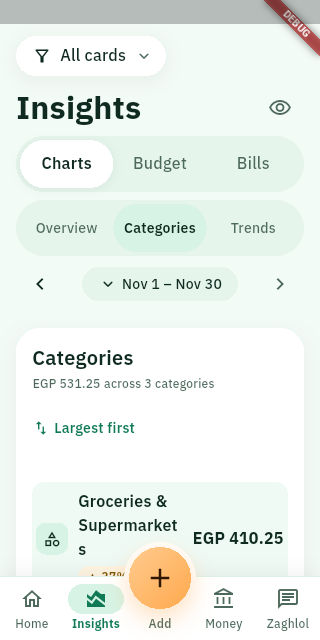 DEBUG
All cards
Insights
Charts Budget Bills
Overview Categories Trends
Nov 1 – Nov 30
Categories
EGP 531.25 across 3 categories
Largest first
Groceries &
Supermarket
s
EGP 410.25
Home Insights Add Money Zaghlol